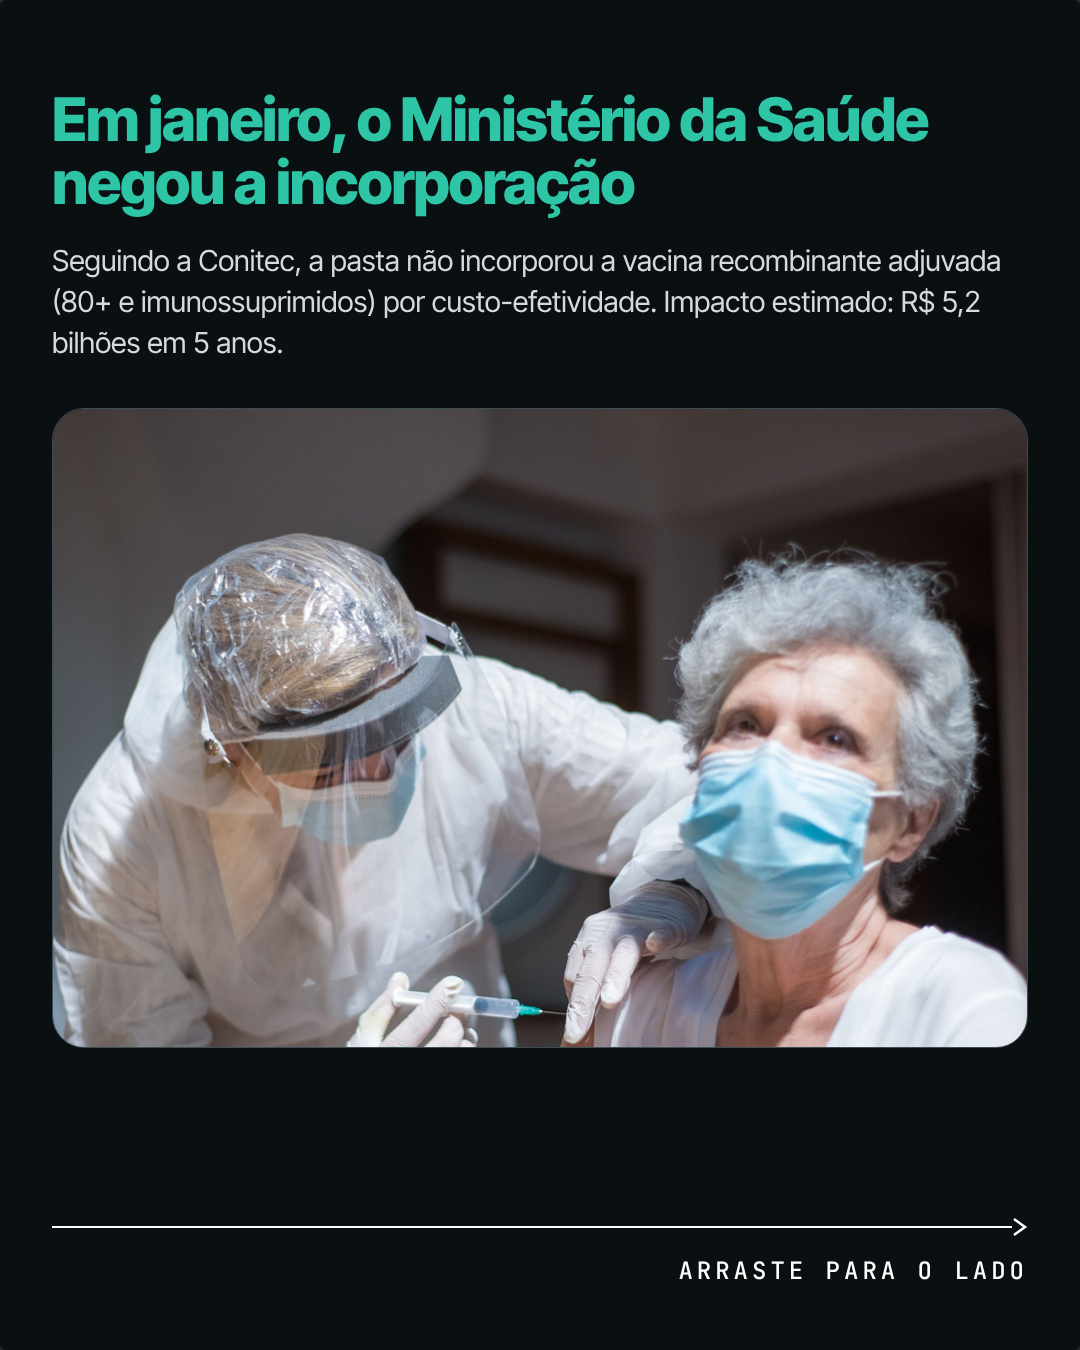 Em janeiro, o Ministério da Saúde
negou a incorporação
Seguindo a Conitec, a pasta não incorporou a vacina recombinante adjuvada
(80+ e imunossuprimidos) por custo-efetividade. Impacto estimado: R$ 5,2
bilhões em 5 anos.
ARRASTE PARA O LADO